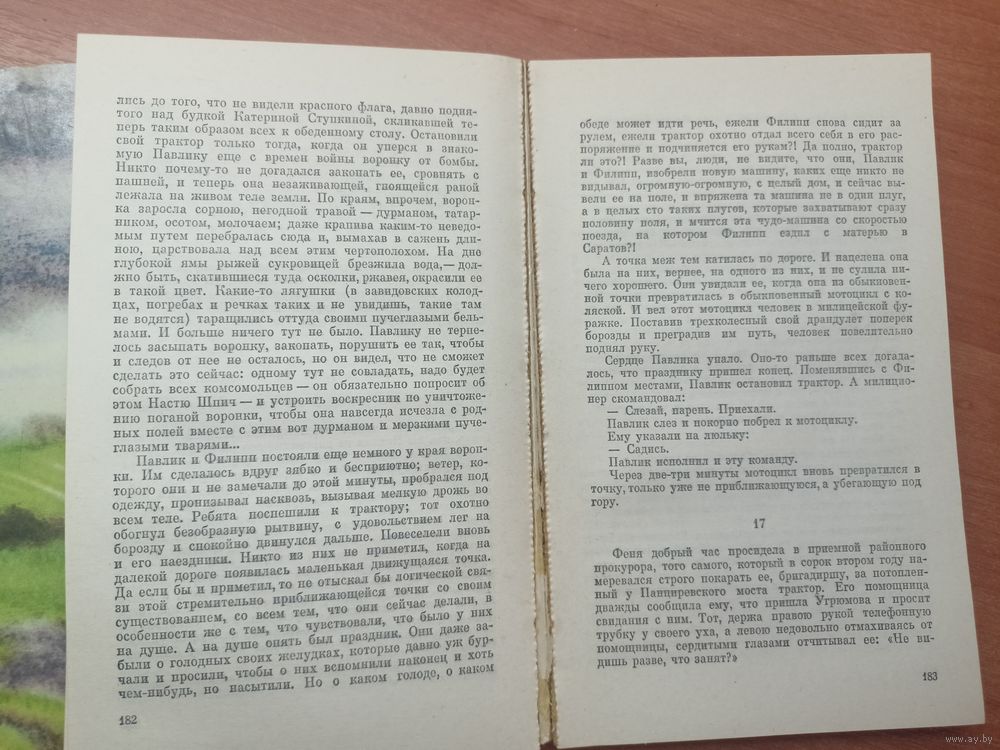 лись до того, что не видели красного флага, давно подня-
того над будкой Катериной Ступкиной, скликавшей те-
перь таким образом всех к обеденному столу. Остановили
свой трактор только тогда, когда он уперся в знако-
мую Павлику еще с времен войны воронку от бомбы.
Никто почему-то не догадался закопать ее, сровнять с
пашней, и теперь она незаживающей, гноящейся раной
лежала на живом теле земли. По краям, впрочем, ворон-
ка заросла сорною, негодной травой — дурманом, татар-
ником, осотом, молочаем; даже крапива каким-то неведо-
мым путем перебралась сюда и, вымахав в сажень дли-
ною, царствовала над всем этим чертополохом. На дне
глубокой ямы рыжей сукровицей брезжила вода, — дол-
жно быть, скатившиеся туда осколки, ржавея, окрасили ее
в такой цвет. Какие-то лягушки (в завидовских колод-
цах, погребах и речках таких и не увидишь, такие там
не водятся) таращились оттуда своими пучеглазыми бель-
мами. И больше ничего тут не было. Павлику не терпе-
лось засыпать воронку, закопать, порушить ее так, чтобы
и следов от нее не осталось, но он видел, что не сможет
сделать это сейчас: одному тут не совладать, надо будет
собрать всех комсомольцев — он обязательно попросит об
этом Настю Шпич — и устроить воскресник по уничтоже-
нию поганой воронки, чтобы она навсегда исчезла с род-
ных полей вместе с этим вот дурманом и мерзкими пуче-
глазыми тварями...
Павлик и Филипп постояли еще немного у края ворон-
ки. Им сделалось вдруг зябко и бесприютно; ветер, ко-
торого они и не замечали до этой минуты, пробрался под
одежду, пронизывал насквозь, вызывая мелкую дрожь во
всем теле. Ребята поспешили к трактору; тот охотно
обогнул безобразную рытвину, с удовольствием лег на
борозду и спокойно двинулся дальше. Повеселели вновь
и его наездники. Никто из них не приметил, когда на
далекой дороге появилась маленькая движущаяся точка.
Да если бы и приметил, то не отыскал бы логической свя-
зи этой стремительно приближающейся точки со своим
существованием, со всем тем, что они сейчас делали, в
особенности же с тем, что чувствовали, что было у них
на душе. А на душе опять был праздник. Они даже за-
были о голодных своих желудках, которые давно уж бур-
чали и просили, чтобы о них вспомнили наконец и хоть
чем-нибудь, но насытили. Но о каком голоде, о каком
182
обеде может идти речь, ежели Филипп снова сидит за
рулем, ежели трактор охотно отдал всего себя в его рас-
поряжение и подчиняется его рукам?! Да полно, трактор
ли это?! Разве вы, люди, не видите, что они, Павлик
и Филипп, изобрели новую машину, каких еще никто не
видывал, огромную-огромную, с целый дом, и сейчас вы-
вели ее на поле, и впряжена та машина не в один плуг,
а в целых сто таких плугов, которые захватывают сразу
половину поля, и мчится эта чудо-машина со скоростью
поезда, на котором Филипп ездил с матерью в
Саратов?!
А точка меж тем катилась по дороге. И нацелена она
была на них, вернее, на одного из них, и не сулила ни-
чего хорошего. Они увидали ее, когда она из обыкновен-
ной точки превратилась в обыкновенный мотоцикл с ко-
ляской. И вел этот мотоцикл человек в милицейской фу-
ражке. Поставив трехколесный свой драндулет поперек
борозды и преградив им путь, человек повелительно
поднял руку.
Сердце Павлика упало. Оно-то раньше всех догада-
лось, что празднику пришел конец. Поменявшись с Фи-
липпом местами, Павлик остановил трактор. А милицио-
нер скомандовал:
— Слезай, парень. Приехали.
Павлик слез и покорно побрел к мотоциклу.
Ему указали на люльку:
— Садись.
Павлик исполнил и эту команду.
Через две-три минуты мотоцикл вновь превратился в
точку, только уже не приближающуюся, а убегающую под
гору.
17
Феня добрый час просидела в приемной районного
прокурора, того самого, который в сорок втором году на-
меревался строго покарать ее, бригадиршу, за потоплен-
ный у Панциревского моста трактор. Его помощница
дважды сообщила ему, что пришла Угрюмова и просит
свидания с ним. Тот, держа правою рукой телефонную
трубку у своего уха, а левою недовольно отмахиваясь от
помощницы, сердитыми глазами отчитывал ее: «Не ви-
дишь разве, что занят?»
183
www.ay.by